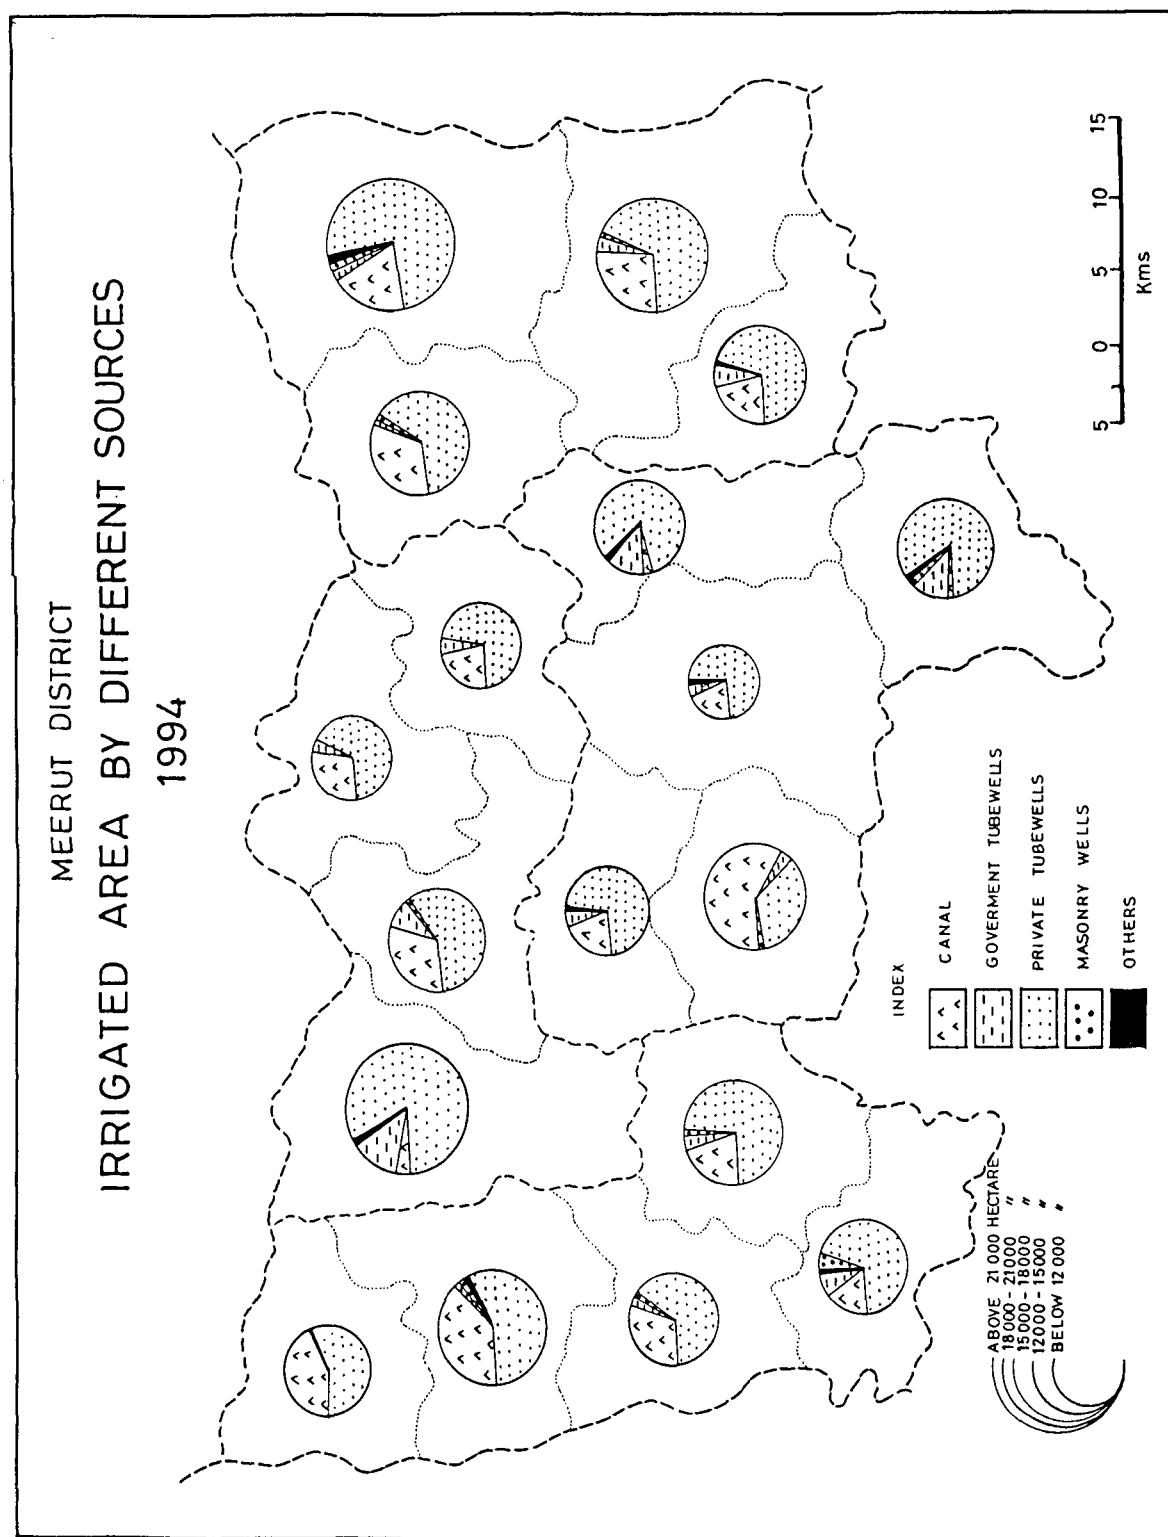 MEERUT DISTRICT
IRRIGATED AREA BY DIFFERENT SOURCES
1994
INDEX
CANAL
GOVERMENT TUBEWELLS
PRIVATE TUBEWELLS
MASONRY WELLS
OTHERS
ABOVE 21000 HECTARE
18000-21000 "
15000-18000 "
12000-15000 "
BELOW 12000 "
5 0 5 10 15
Kms